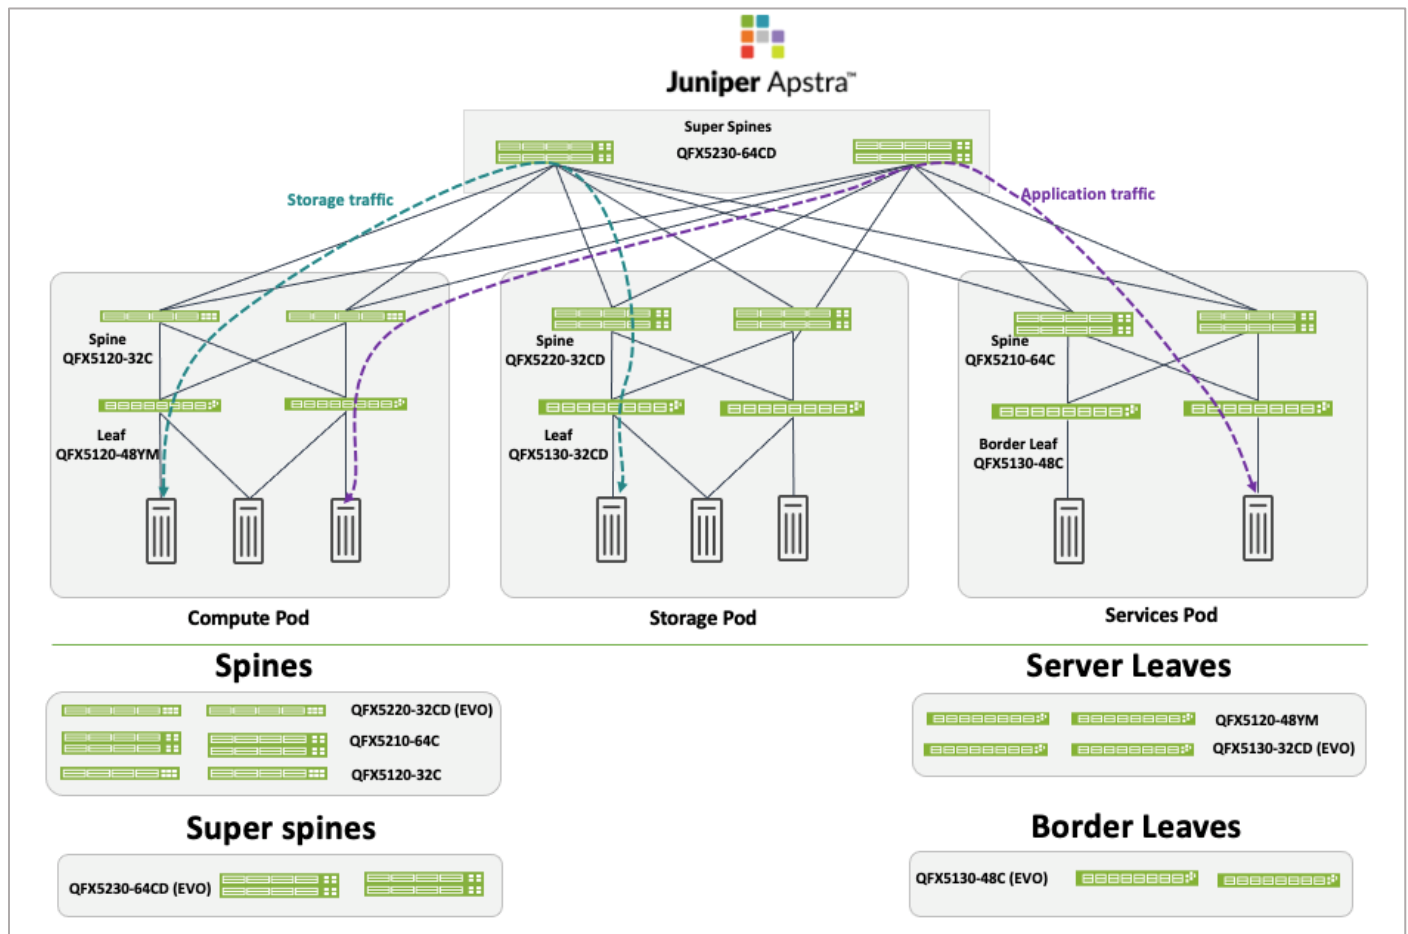 Juniper Apstra™
Super Spines
QFX5230-64CD
Storage traffic
Application traffic
Spine
QFX5120-32C
Spine
QFX5220-32CD
Spine
QFX5210-64C
Leaf
QFX5120-48YM
Leaf
QFX5130-32CD
Border Leaf
QFX5130-48C
Compute Pod
Storage Pod
Services Pod
Spines
QFX5220-32CD (EVO)
QFX5210-64C
QFX5120-32C
Server Leaves
QFX5120-48YM
QFX5130-32CD (EVO)
Super spines
QFX5230-64CD (EVO)
Border Leaves
QFX5130-48C (EVO)